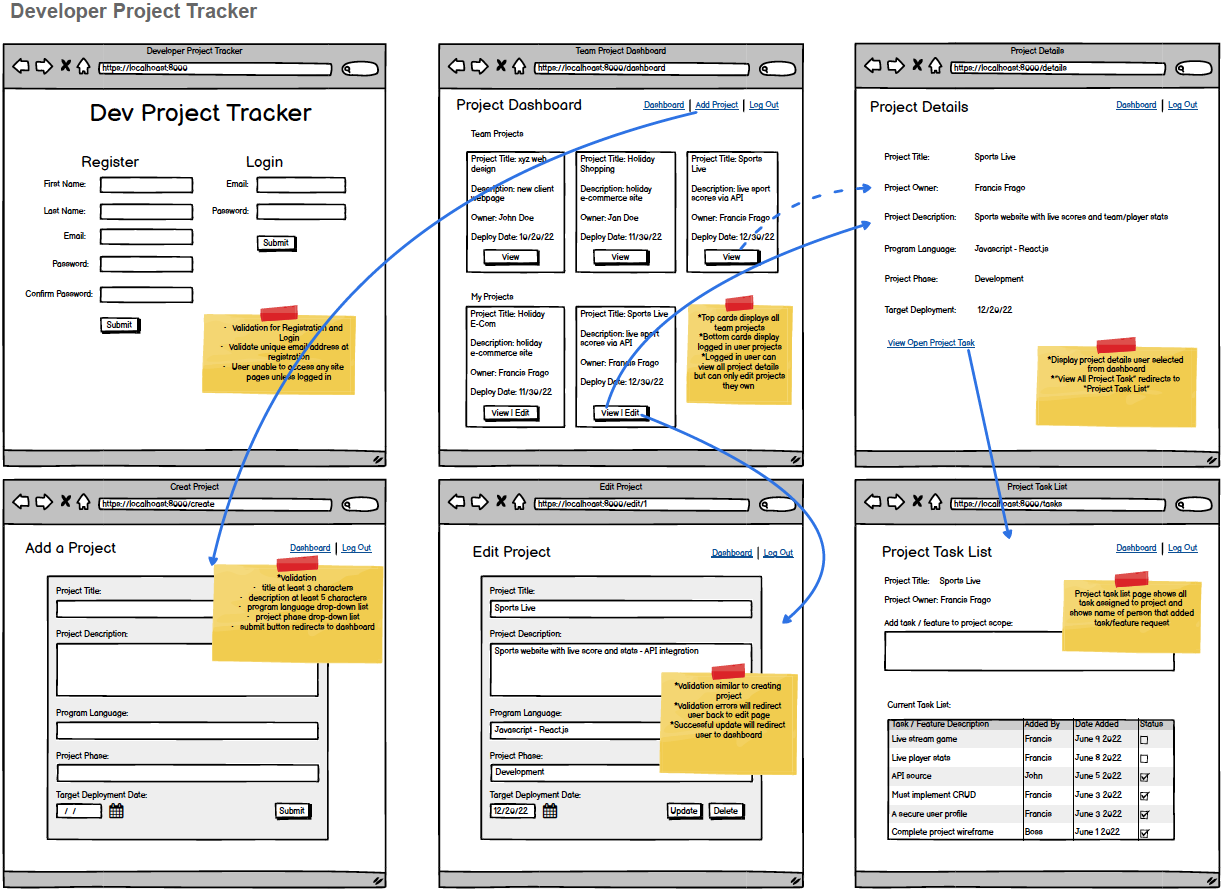 Developer Project Tracker
Developer Project Tracker
https://localhoast:8000
Dev Project Tracker
Register
First Name:
Last Name:
Email:
Password:
Confirm Password:
Submit
Login
Email:
Password:
Submit
- Validation for Registration and
Login
- Validate unique email address at
registration
- User unable to access any site
pages unless logged in
Team Project Dashboard
https://localhoast:8000/dashboard
Project Dashboard
Dashboard | Add Project | Log Out
Team Projects
Project Title: xyz web
design
Description: new client
webpage
Owner: John Doe
Deploy Date: 10/20/22
View
Project Title: Holiday
Shopping
Description: holiday
e-commerce site
Owner: Jan Doe
Deploy Date: 11/30/22
View
Project Title: Sports
Live
Description: live sport
scores via API
Owner: Francis Frago
Deploy Date: 12/30/22
View
My Projects
Project Title: Holiday
E-Com
Description: holiday
e-commerce site
Owner: Francis Frago
Deploy Date: 11/30/22
View | Edit
Project Title: Sports Live
Description: live sport
scores via API
Owner: Francis Frago
Deploy Date: 12/30/22
View | Edit
*Top cards displays all
team projects
*Bottom cards display
logged in user projects
*Logged in user can
view all project details
but can only edit projects
they own
Project Details
https://localhoast:8000/details
Project Details
Dashboard | Log Out
Project Title: Sports Live
Project Owner: Francis Frago
Project Description: Sports website with live scores and team/player stats
Program Language: Javascript - React.js
Project Phase: Development
Target Deployment: 12/20/22
View Open Project Task
*Display project details user selected
from dashboard
*"View All Project Task" redirects to
"Project Task List"
Creat Project
https://localhoast:8000/create
Add a Project
Dashboard | Log Out
Project Title:
Project Description:
Program Language:
Project Phase:
Target Deployment Date:
/ /
Submit
*Validation
- title at least 3 characters
- description at least 5 characters
- program language drop-down list
- project phase drop-down list
- submit button redirects to dashboard
Edit Project
https://localhoast:8000/edit/1
Edit Project
Dashboard | Log Out
Project Title:
Sports Live
Project Description:
Sports website with live score and stats - API integration
Program Language:
Javascript - React.js
Project Phase:
Development
Target Deployment Date:
12/20/22
Update
Delete
*Validation similar to creating
project
*Validation errors will redirect
user back to edit page
*Successful update will redirect
user to dashboard
Project Task List
https://localhoast:8000/tasks
Project Task List
Dashboard | Log Out
Project Title: Sports Live
Project Owner: Francis Frago
Add task / feature to project scope:
Project task list page shows all
task assigned to project and
shows name of person that added
task/feature request
Current Task List:
Task / Feature Description Added By Date Added Status
Live stream game Francis June 9 2022
Live player stats Francis June 8 2022
API source John June 5 2022
Must implement CRUD Francis June 3 2022
A secure user profile Francis June 3 2022
Complete project wireframe Boss June 1 2022